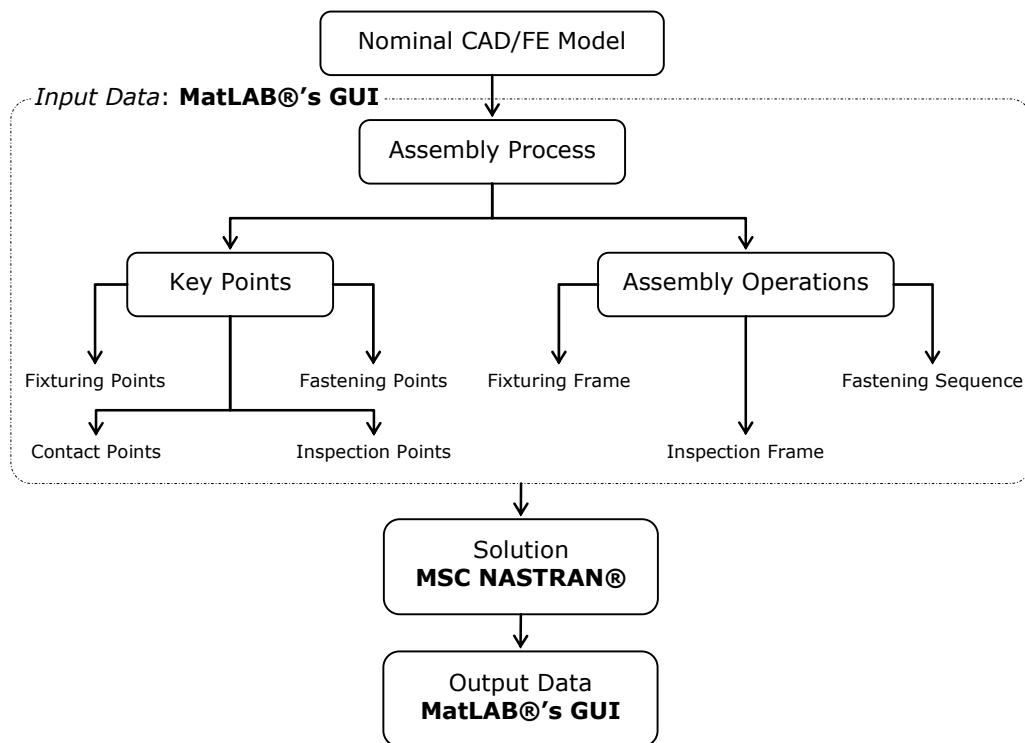 Nominal CAD/FE Model
Input Data: MatLAB®’s GUI
Assembly Process
Key Points
Assembly Operations
Fixturing Points
Fastening Points
Fixturing Frame
Fastening Sequence
Contact Points
Inspection Points
Inspection Frame
Solution
MSC NASTRAN®
Output Data
MatLAB®’s GUI